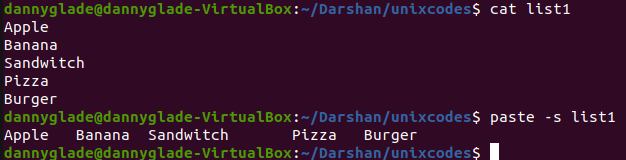 dannyglade@dannyglade-VirtualBox:~/Darshan/unixcodes$ cat list1
Apple
Banana
Sandwitch
Pizza
Burger
dannyglade@dannyglade-VirtualBox:~/Darshan/unixcodes$ paste -s list1
Apple	Banana	Sandwitch	Pizza	Burger
dannyglade@dannyglade-VirtualBox:~/Darshan/unixcodes$